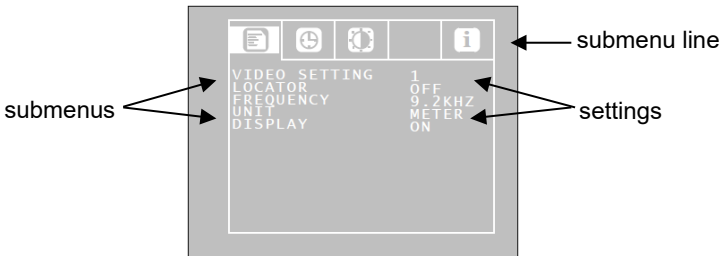 submenu line
VIDEO SETTING 1
LOCATOR OFF
FREQUENCY 9.2KHZ
UNIT METER
DISPLAY ON
submenus
settings
i